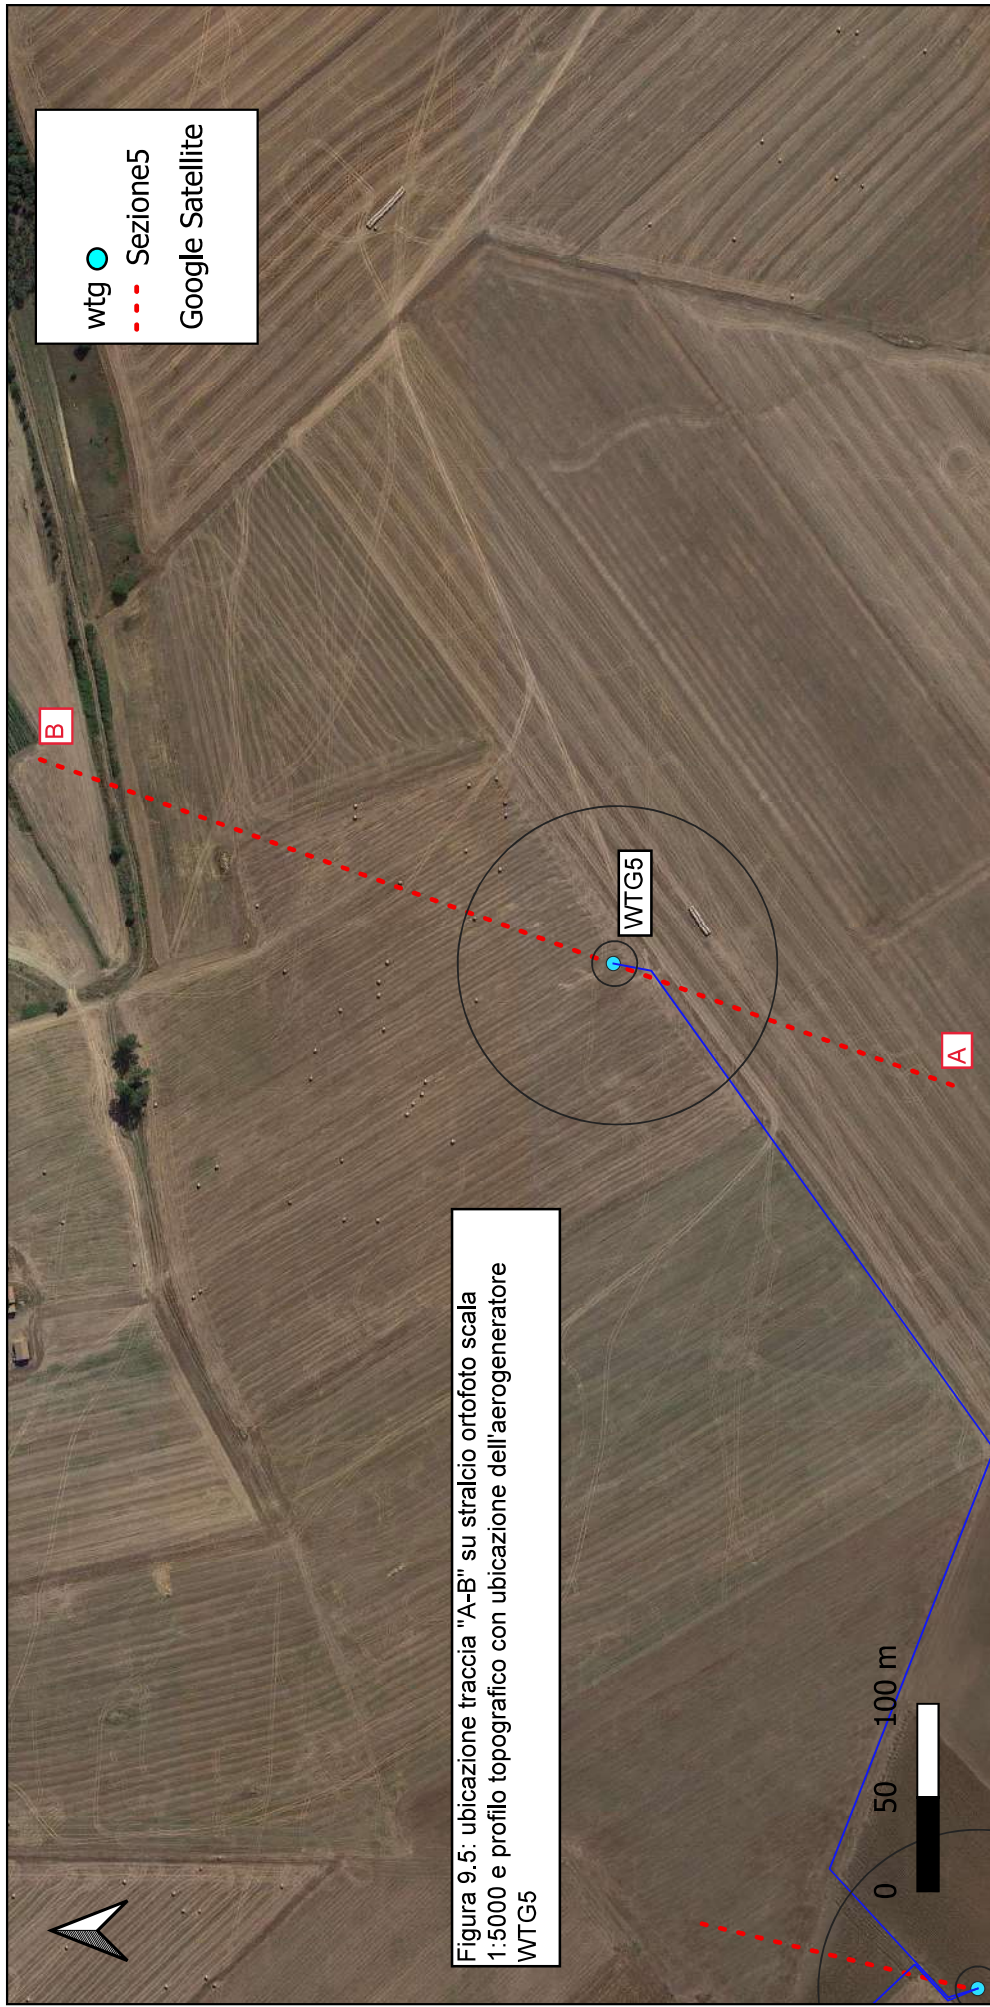 wtg
Sezione5
Google Satellite
B
WTG5
A
Figura 9.5: ubicazione traccia "A-B" su stralcio ortofoto scala
1:5000 e profilo topografico con ubicazione dell'aerogeneratore
WTG5
0 50 100 m